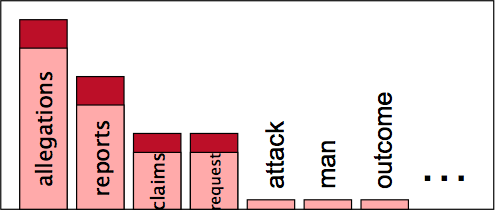 allegations
reports
claims
request
attack
man
outcome
...